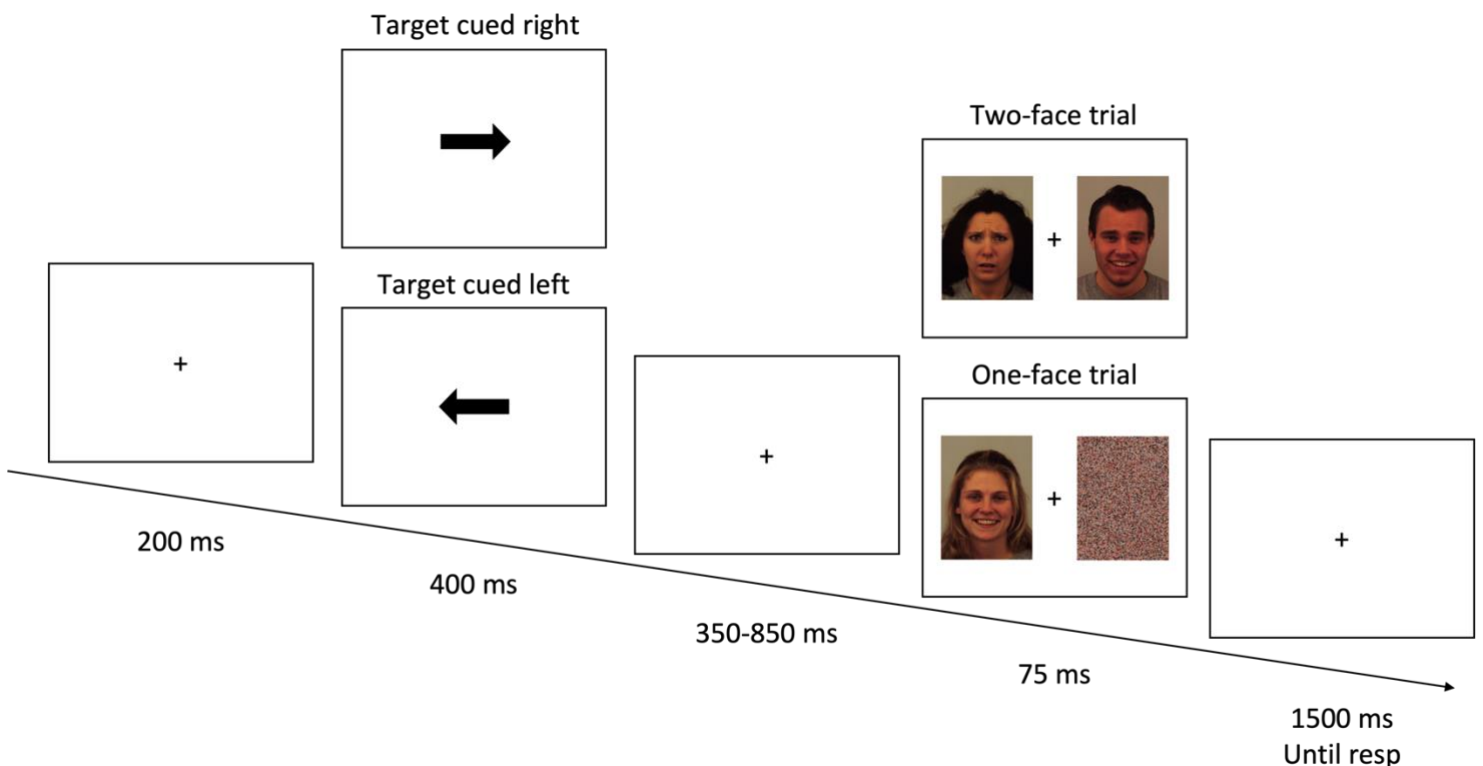 Target cued right
Two-face trial
Target cued left
One-face trial
200 ms
400 ms
350-850 ms
75 ms
1500 ms
Until resp